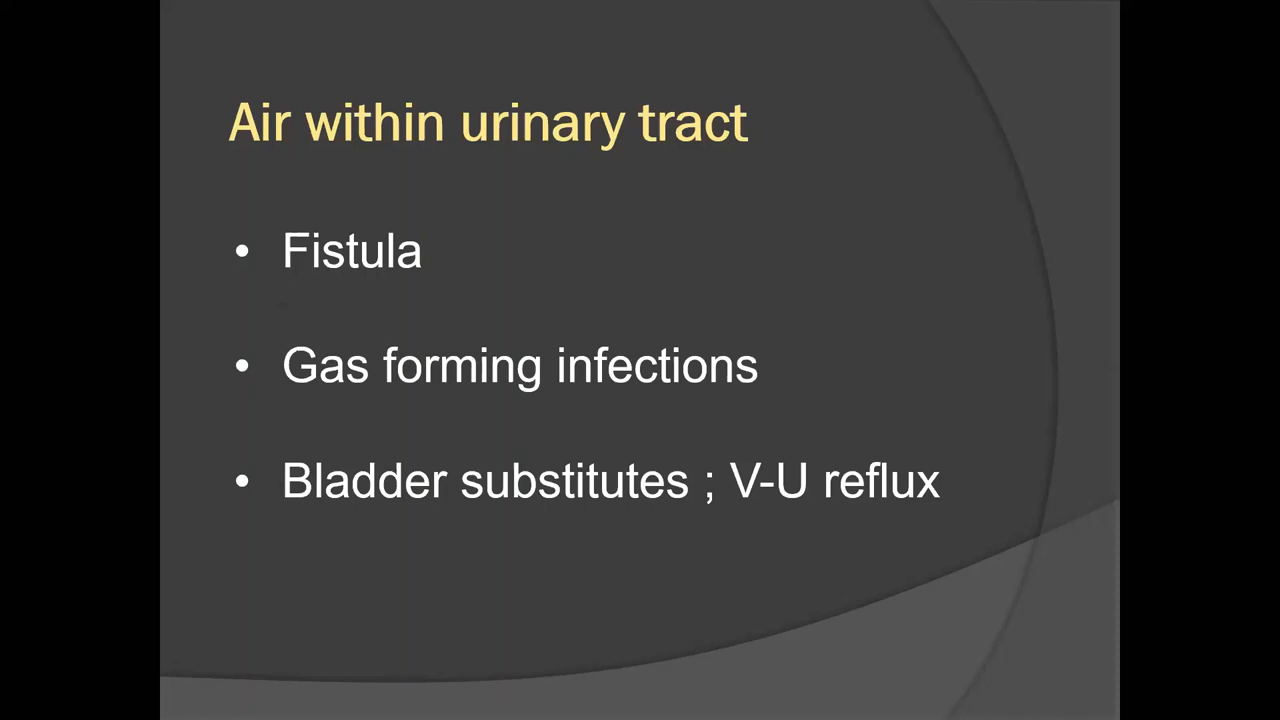 Air within urinary tract
• Fistula
• Gas forming infections
• Bladder substitutes ; V-U reflux